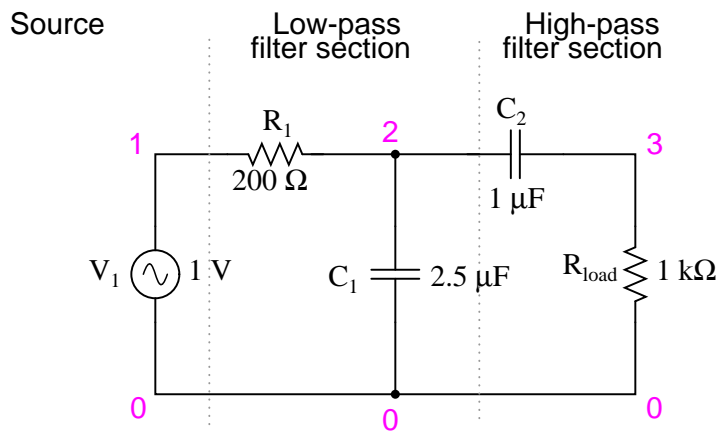 Source
Low-pass
filter section
High-pass
filter section
1
R1
200 Ω
2
C2
1 μF
3
V1
1 V
C1
2.5 μF
Rload
1 kΩ
0
0
0